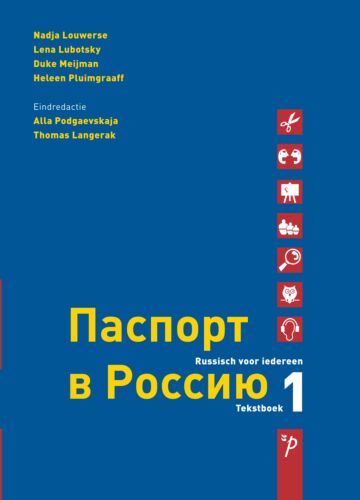 Nadja Louwerse
Lena Lubotsky
Duke Meijman
Heleen Pluimgraaff
Eindredactie
Alla Podgaevskaja
Thomas Langerak
Паспорт
Russisch voor iedereen
в Россию 1
Tekstboek
P